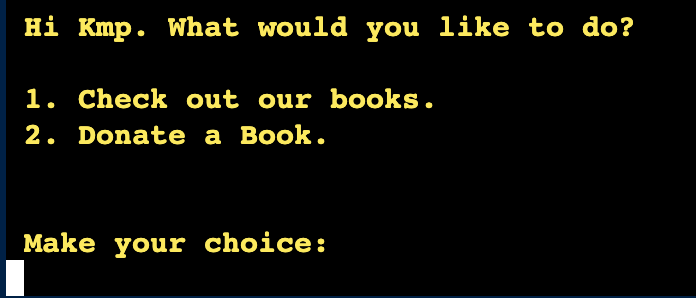 Hi Kmp. What would you like to do?
1. Check out our books.
2. Donate a Book.
Make your choice: